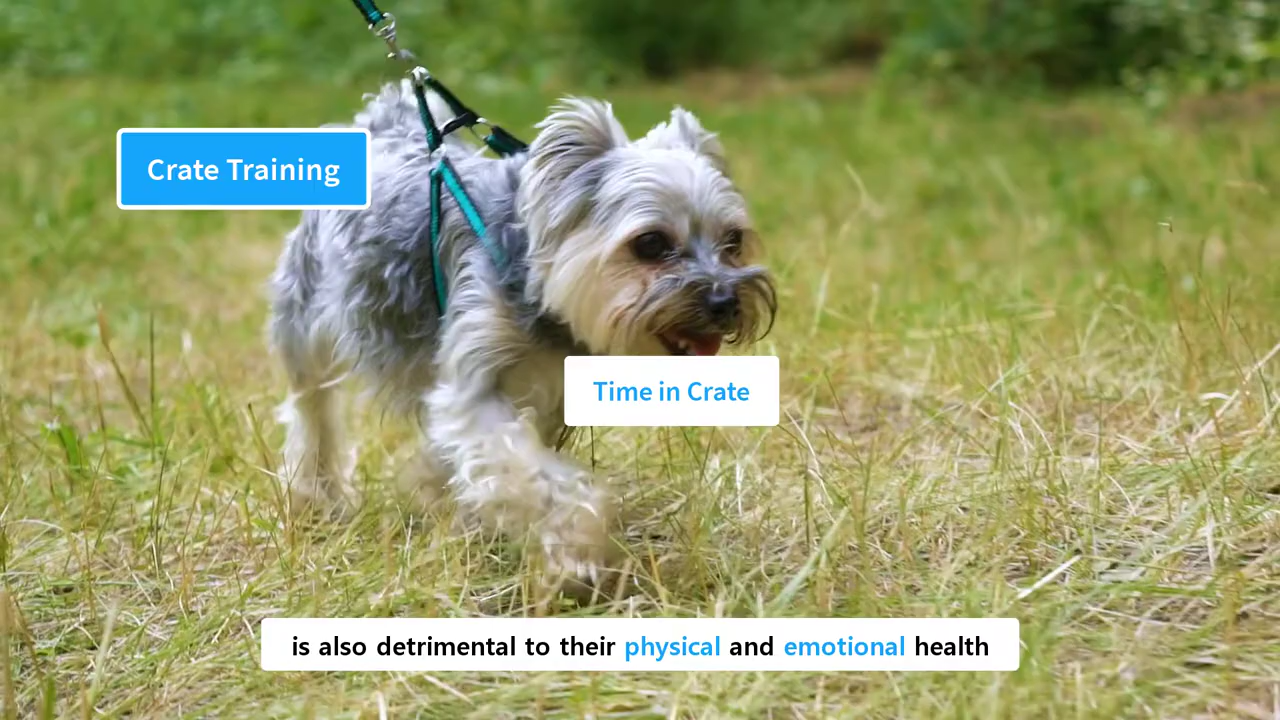 Crate Training
Time in Crate
is also detrimental to their physical and emotional health